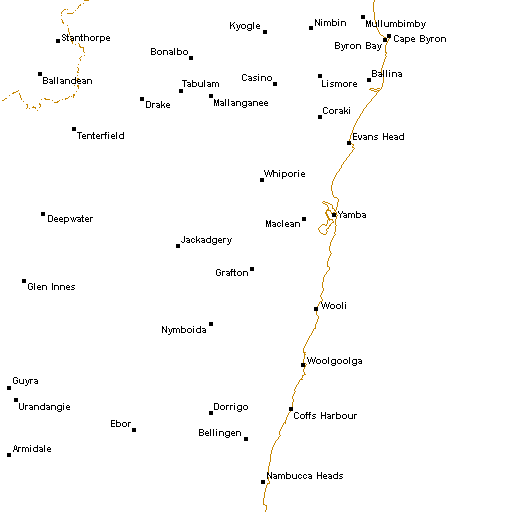 Mullumbimby
Nimbin
Kyogle
Cape Byron
Stanthorpe
Byron Bay
Bonalbo
Ballina
Ballandean
Casino
Lismore
Tabulam
Mallanganee
Drake
Coraki
Tenterfield
Evans Head
Whiporie
Yamba
Deepwater
Maclean
Jackadgery
Grafton
Glen Innes
Wooli
Nymboida
Woolgoolga
Guyra
Urandangie
Dorrigo
Coffs Harbour
Ebor
Bellingen
Armidale
Nambucca Heads